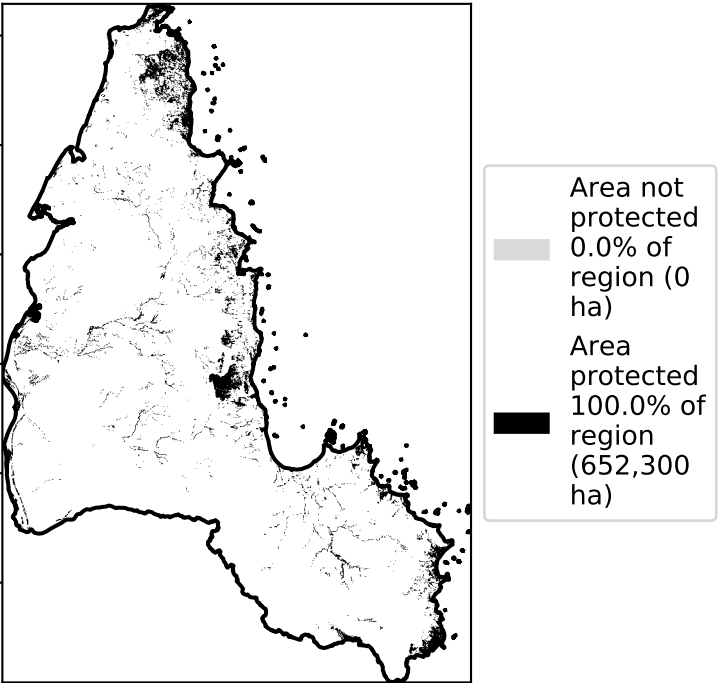 Area not
protected
0.0% of
region (0
ha)
Area
protected
100.0% of
region
(652,300
ha)